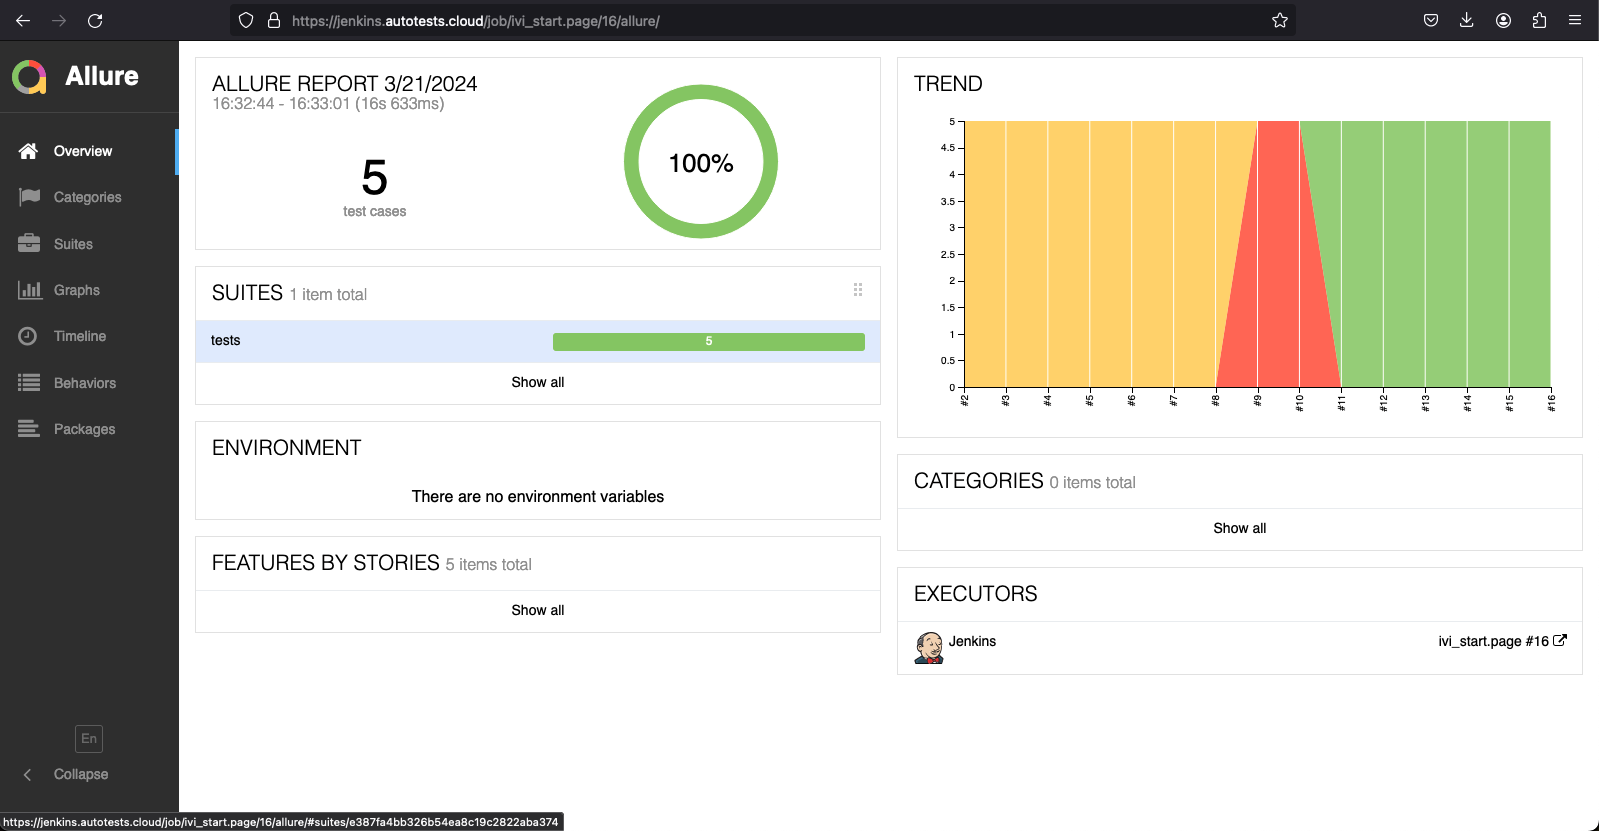 https://jenkins.autotests.cloud/job/ivi_start.page/16/allure/
Allure
Overview
Categories
Suites
Graphs
Timeline
Behaviors
Packages
En
Collapse
ALLURE REPORT 3/21/2024
16:32:44 - 16:33:01 (16s 633ms)
5
test cases
100%
SUITES 1 item total
tests
5
Show all
ENVIRONMENT
There are no environment variables
FEATURES BY STORIES 5 items total
Show all
TREND
5
4.5
4
3.5
3
2.5
2
1.5
1
0.5
0
#2
#3
#4
#5
#6
#7
#8
#9
#10
#11
#12
#13
#14
#15
#16
CATEGORIES 0 items total
Show all
EXECUTORS
Jenkins
ivi_start.page #16
https://jenkins.autotests.cloud/job/ivi_start.page/16/allure/#suites/e387fa4bb326b54ea8c19c2822aba374